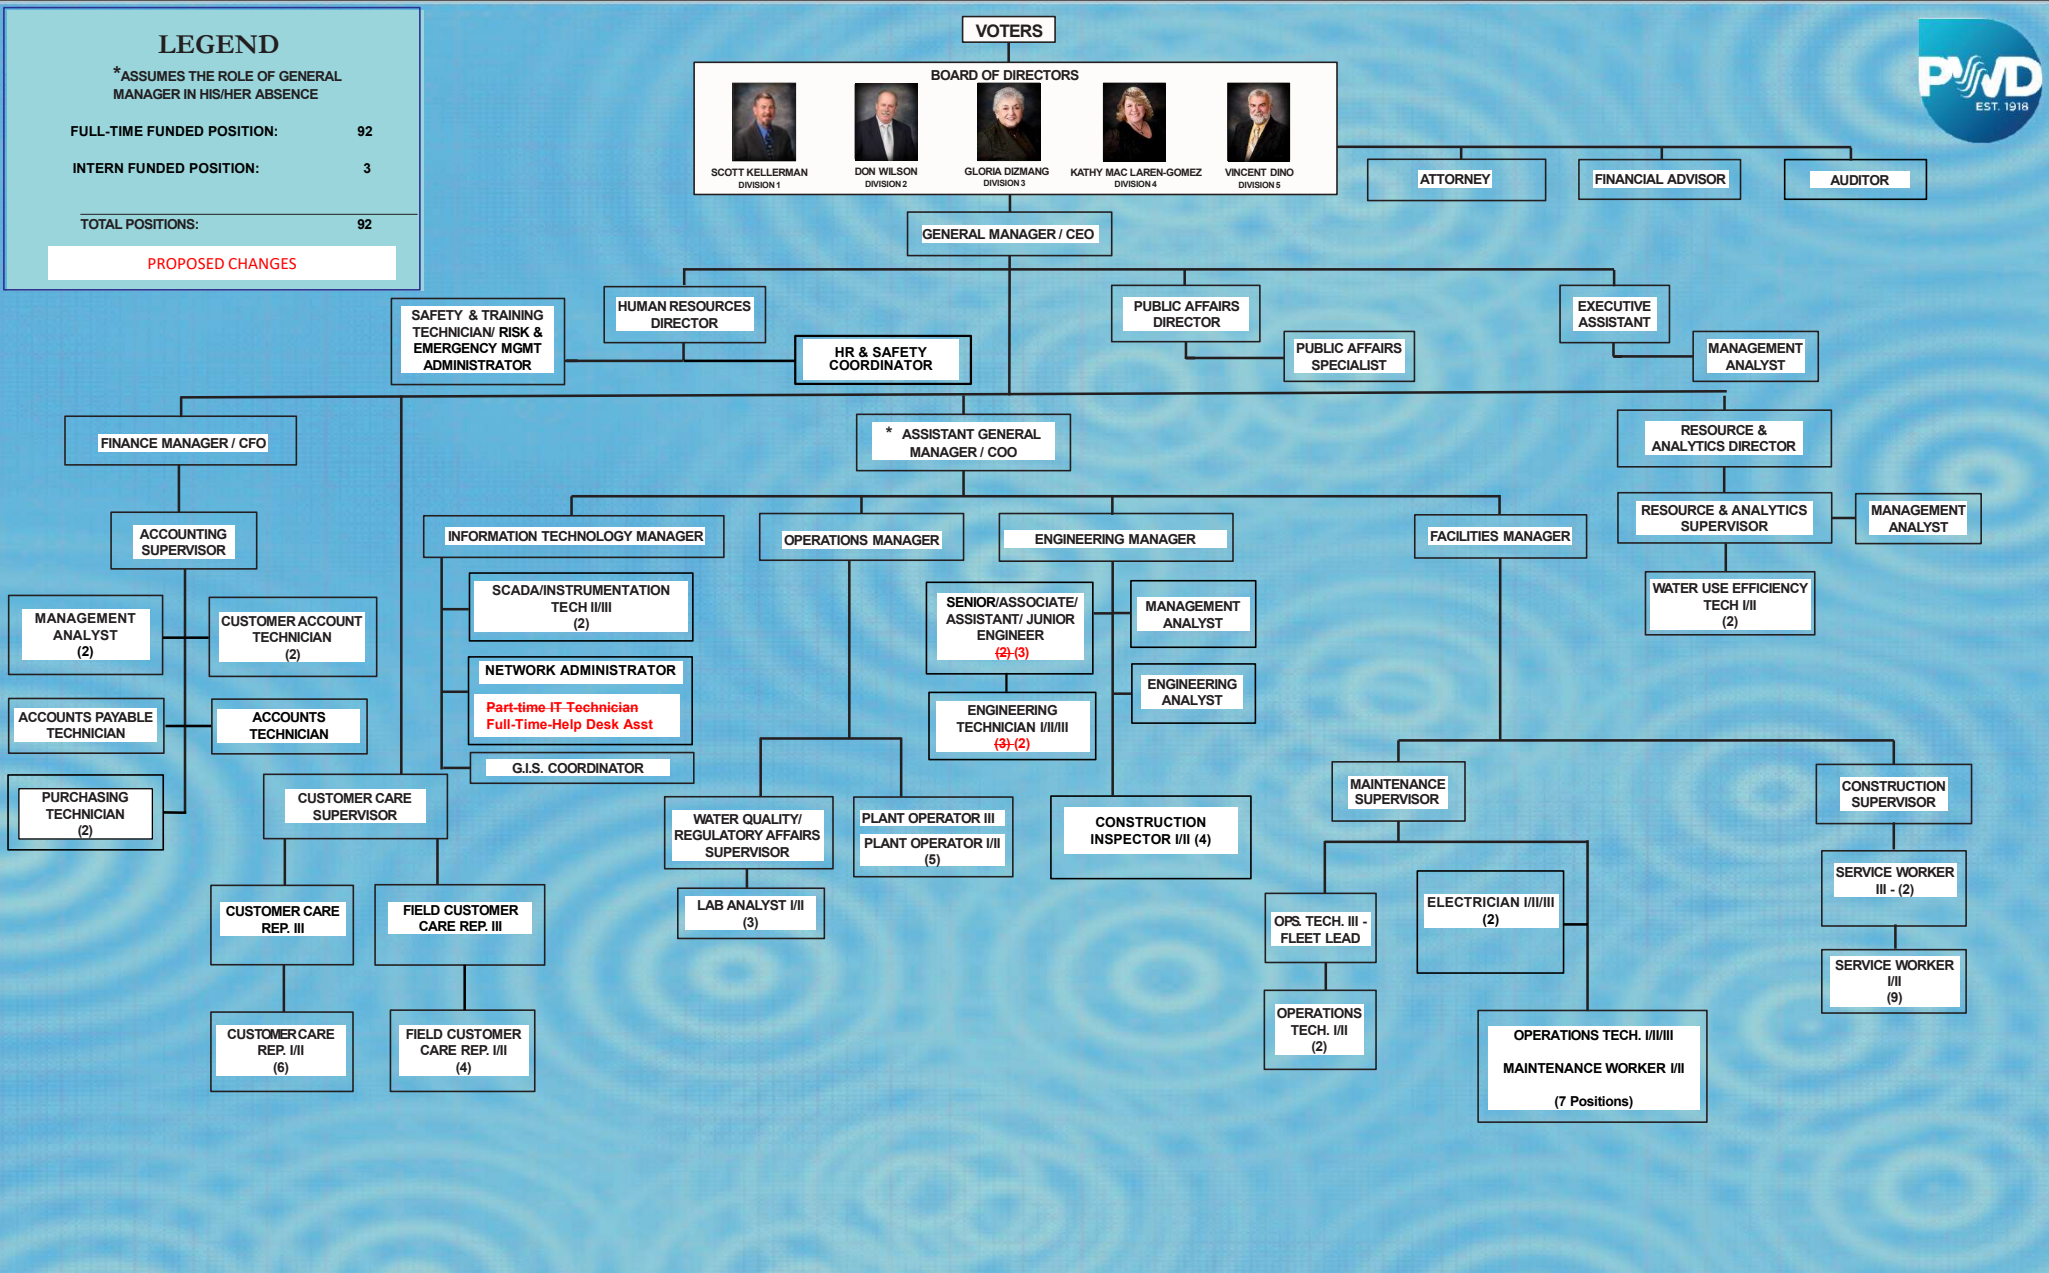 LEGEND
*ASSUMES THE ROLE OF GENERAL
MANAGER IN HIS/HER ABSENCE
FULL-TIME FUNDED POSITION: 92
INTERN FUNDED POSITION: 3
TOTAL POSITIONS: 92
PROPOSED CHANGES
VOTERS
BOARD OF DIRECTORS
SCOTT KELLERMAN
DIVISION 1
DON WILSON
DIVISION 2
GLORIA DIZMANG
DIVISION 3
KATHY MAC LAREN-GOMEZ
DIVISION 4
VINCENT DINO
DIVISION 5
PWD
EST. 1918
ATTORNEY
FINANCIAL ADVISOR
AUDITOR
GENERAL MANAGER / CEO
SAFETY & TRAINING
TECHNICIAN/ RISK &
EMERGENCY MGMT
ADMINISTRATOR
HUMAN RESOURCES
DIRECTOR
HR & SAFETY
COORDINATOR
PUBLIC AFFAIRS
DIRECTOR
PUBLIC AFFAIRS
SPECIALIST
EXECUTIVE
ASSISTANT
MANAGEMENT
ANALYST
FINANCE MANAGER / CFO
* ASSISTANT GENERAL
MANAGER / COO
RESOURCE &
ANALYTICS DIRECTOR
ACCOUNTING
SUPERVISOR
INFORMATION TECHNOLOGY MANAGER
OPERATIONS MANAGER
ENGINEERING MANAGER
FACILITIES MANAGER
RESOURCE & ANALYTICS
SUPERVISOR
MANAGEMENT
ANALYST
WATER USE EFFICIENCY
TECH I/II
(2)
MANAGEMENT
ANALYST
(2)
CUSTOMER ACCOUNT
TECHNICIAN
(2)
ACCOUNTS PAYABLE
TECHNICIAN
ACCOUNTS
TECHNICIAN
PURCHASING
TECHNICIAN
(2)
SCADA/INSTRUMENTATION
TECH II/III
(2)
NETWORK ADMINISTRATOR
Part-time IT Technician
Full-Time-Help Desk Asst
G.I.S. COORDINATOR
SENIOR/ASSOCIATE/
ASSISTANT/ JUNIOR
ENGINEER
(2) (3)
ENGINEERING
TECHNICIAN I/II/III
(3) (2)
MANAGEMENT
ANALYST
ENGINEERING
ANALYST
CONSTRUCTION
INSPECTOR I/II (4)
CUSTOMER CARE
SUPERVISOR
CUSTOMER CARE
REP. III
FIELD CUSTOMER
CARE REP. III
CUSTOMER CARE
REP. I/II
(6)
FIELD CUSTOMER
CARE REP. I/II
(4)
WATER QUALITY/
REGULATORY AFFAIRS
SUPERVISOR
LAB ANALYST I/II
(3)
PLANT OPERATOR III
PLANT OPERATOR I/II
(5)
MAINTENANCE
SUPERVISOR
CONSTRUCTION
SUPERVISOR
OPS. TECH. III -
FLEET LEAD
ELECTRICIAN I/II/III
(2)
SERVICE WORKER
III - (2)
OPERATIONS
TECH. I/II
(2)
OPERATIONS TECH. I/II/III
MAINTENANCE WORKER I/II
(7 Positions)
SERVICE WORKER
I/II
(9)